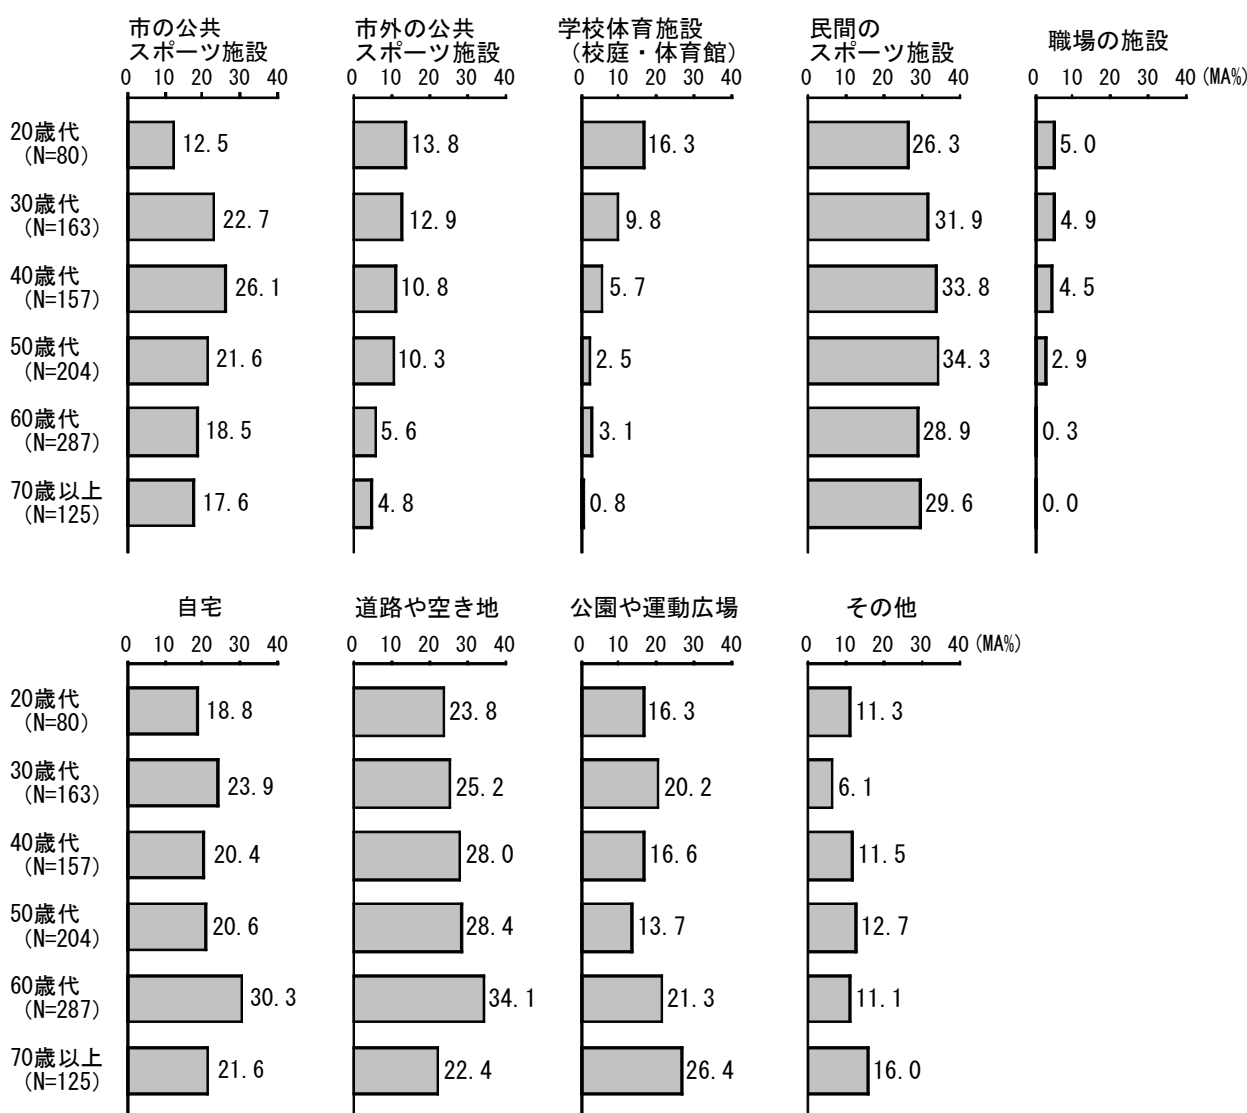 市の公共
スポーツ施設
市外の公共
スポーツ施設
学校体育施設
（校庭・体育館）
民間の
スポーツ施設
職場の施設
0 10 20 30 40 0 10 20 30 40 0 10 20 30 40 0 10 20 30 40 0 10 20 30 40 (MA%)
20歳代
(N=80) 12.5 13.8 16.3 26.3 5.0
30歳代
(N=163) 22.7 12.9 9.8 31.9 4.9
40歳代
(N=157) 26.1 10.8 5.7 33.8 4.5
50歳代
(N=204) 21.6 10.3 2.5 34.3 2.9
60歳代
(N=287) 18.5 5.6 3.1 28.9 0.3
70歳以上
(N=125) 17.6 4.8 0.8 29.6 0.0
自宅 道路や空き地 公園や運動広場 その他
0 10 20 30 40 0 10 20 30 40 0 10 20 30 40 0 10 20 30 40 (MA%)
20歳代
(N=80) 18.8 23.8 16.3 11.3
30歳代
(N=163) 23.9 25.2 20.2 6.1
40歳代
(N=157) 20.4 28.0 16.6 11.5
50歳代
(N=204) 20.6 28.4 13.7 12.7
60歳代
(N=287) 30.3 34.1 21.3 11.1
70歳以上
(N=125) 21.6 22.4 26.4 16.0